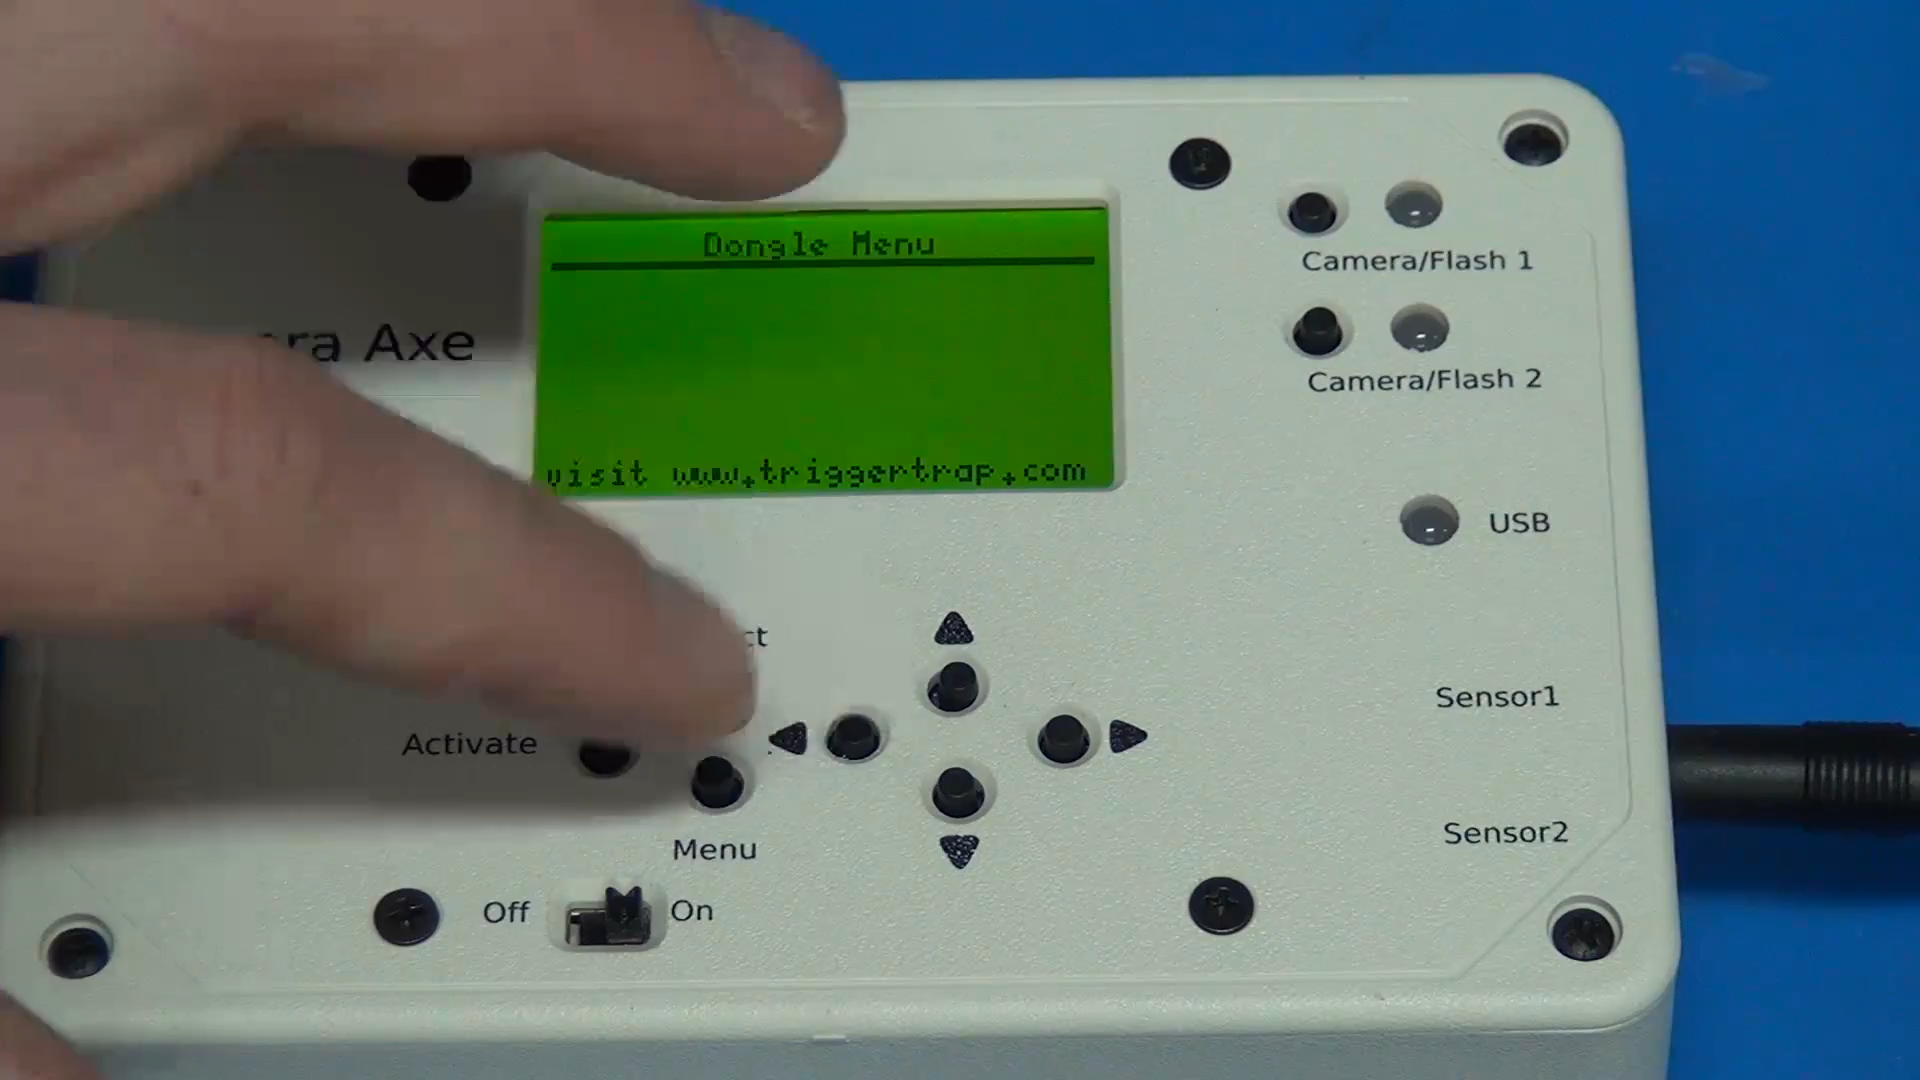 Dongle Menu
Axe
visit www.triggertrap.com
Camera/Flash 1
Camera/Flash 2
USB
Activate
Menu
Off
On
Sensor1
Sensor2